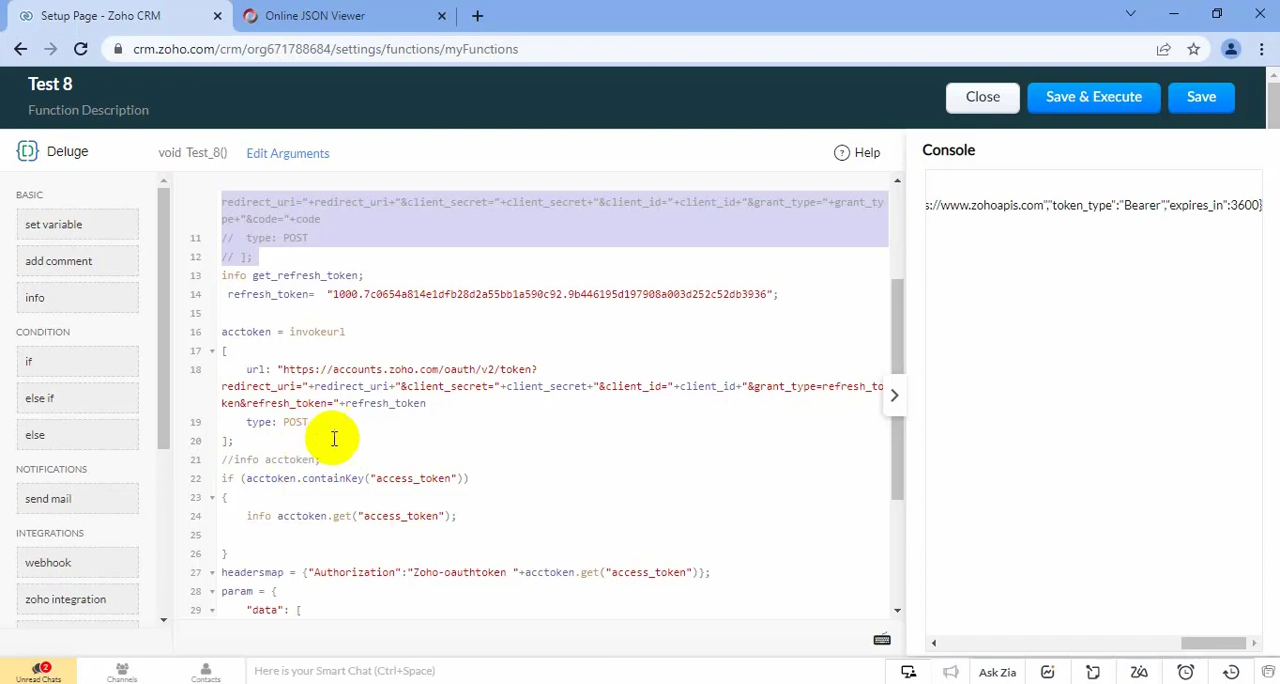 Setup Page - Zoho CRM
Online JSON Viewer
crm.zoho.com/crm/org671788684/settings/functions/myFunctions
Test 8
Function Description
Close
Save & Execute
Save
Deluge
void Test_8()
Edit Arguments
? Help
Console
BASIC
set variable
add comment
info
CONDITION
if
else if
else
NOTIFICATIONS
send mail
INTEGRATIONS
webhook
zoho integration
redirect_uri="+redirect_uri+"&client_secret="+client_secret+"&client_id="+client_id+"&grant_type="+grant_ty
pe+"&code="+code
11 // type: POST
12 // ];
13 info get_refresh_token;
14 refresh_token= "1000.7c0654a814e1dfb28d2a55bb1a590c92.9b446195d197908a003d252c52db3936";
15
16 acctoken = invokeurl
17 [
18 url: "https://accounts.zoho.com/oauth/v2/token?
redirect_uri="+redirect_uri+"&client_secret="+client_secret+"&client_id="+client_id+"&grant_type=refresh_to
ken&refresh_token="+refresh_token
19 type: POST
20 ];
21 //info acctoken;
22 if (acctoken.containKey("access_token"))
23 {
24 info acctoken.get("access_token");
25
26 }
27 headersmap = {"Authorization":"Zoho-oauthtoken "+acctoken.get("access_token")};
28 param = {
29 "data": [
s://www.zohoapis.com","token_type":"Bearer","expires_in":3600}
2
Unread Chats
Channels
Contacts
Here is your Smart Chat (Ctrl+Space)
Ask Zia